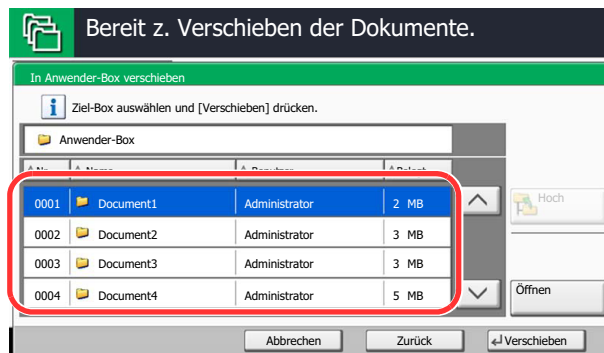 Bereit z. Verschieben der Dokumente.
In Anwender-Box verschieben
Ziel-Box auswählen und [Verschieben] drücken.
Anwender-Box
0001 Document1 Administrator 2 MB
Hoch
0002 Document2 Administrator 3 MB
0003 Document3 Administrator 3 MB
0004 Document4 Administrator 5 MB
Öffnen
Abbrechen Zurück Verschieben